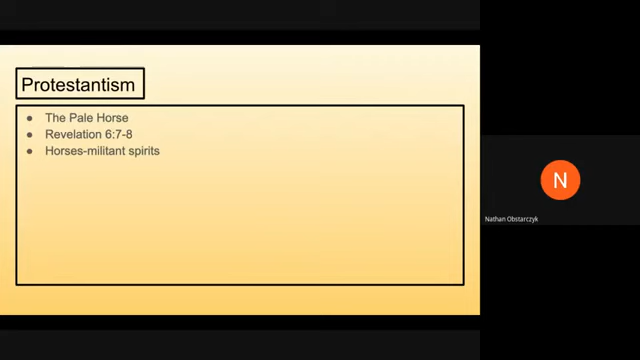 Protestantism
● The Pale Horse
● Revelation 6:7-8
● Horses-militant spirits
N
Nathan Obstarczyk